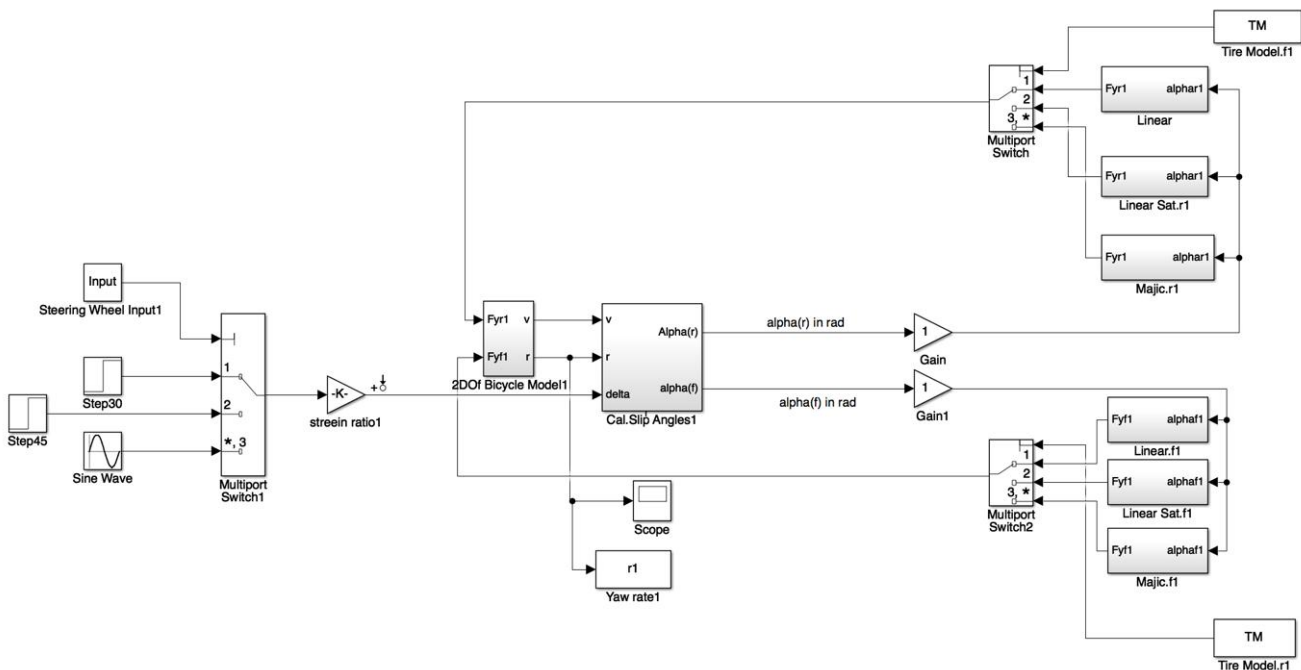 TM
Tire Model.f1
1
2
3, *
Multiport
Switch
Fyr1
alphar1
Linear
Fyr1
alphar1
Linear Sat.r1
Fyr1
alphar1
Majic.r1
Input
Steering Wheel Input1
Step30
Step45
Sine Wave
1
2
*, 3
Multiport
Switch1
-K-
streein ratio1
+
Fyr1
v
Fyf1
r
2DOf Bicycle Model1
v
r
delta
Alpha(r)
alpha(f)
Cal.Slip Angles1
alpha(r) in rad
1
Gain
alpha(f) in rad
1
Gain1
1
2
3, *
Multiport
Switch2
Fyf1
alphaf1
Linear.f1
Fyf1
alphaf1
Linear Sat.f1
Fyf1
alphaf1
Majic.f1
Scope
r1
Yaw rate1
TM
Tire Model.r1